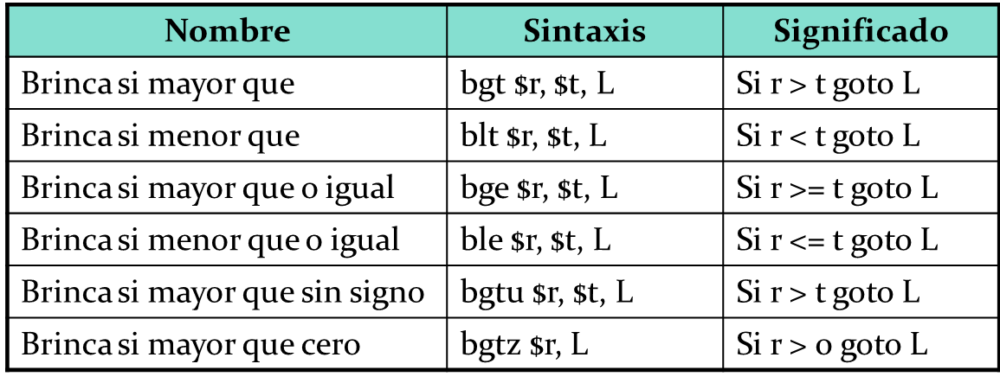 Nombre Sintaxis Significado
Brinca si mayor que bgt $r, $t, L Si r > t goto L
Brinca si menor que blt $r, $t, L Si r < t goto L
Brinca si mayor que o igual bge $r, $t, L Si r >= t goto L
Brinca si menor que o igual ble $r, $t, L Si r <= t goto L
Brinca si mayor que sin signo bgtu $r, $t, L Si r > t goto L
Brinca si mayor que cero bgtz $r, L Si r > 0 goto L